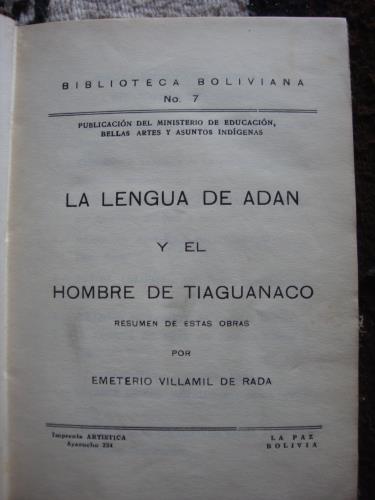 BIBLIOTECA BOLIVIANA
No. 7
PUBLICACIÓN DEL MINISTERIO DE EDUCACIÓN,
BELLAS ARTES Y ASUNTOS INDÍGENAS
LA LENGUA DE ADAN
Y EL
HOMBRE DE TIAGUANACO
RESUMEN DE ESTAS OBRAS
POR
EMETERIO VILLAMIL DE RADA
Imprenta ARTISTICA
Ayacucho 234
LA PAZ
BOLIVIA